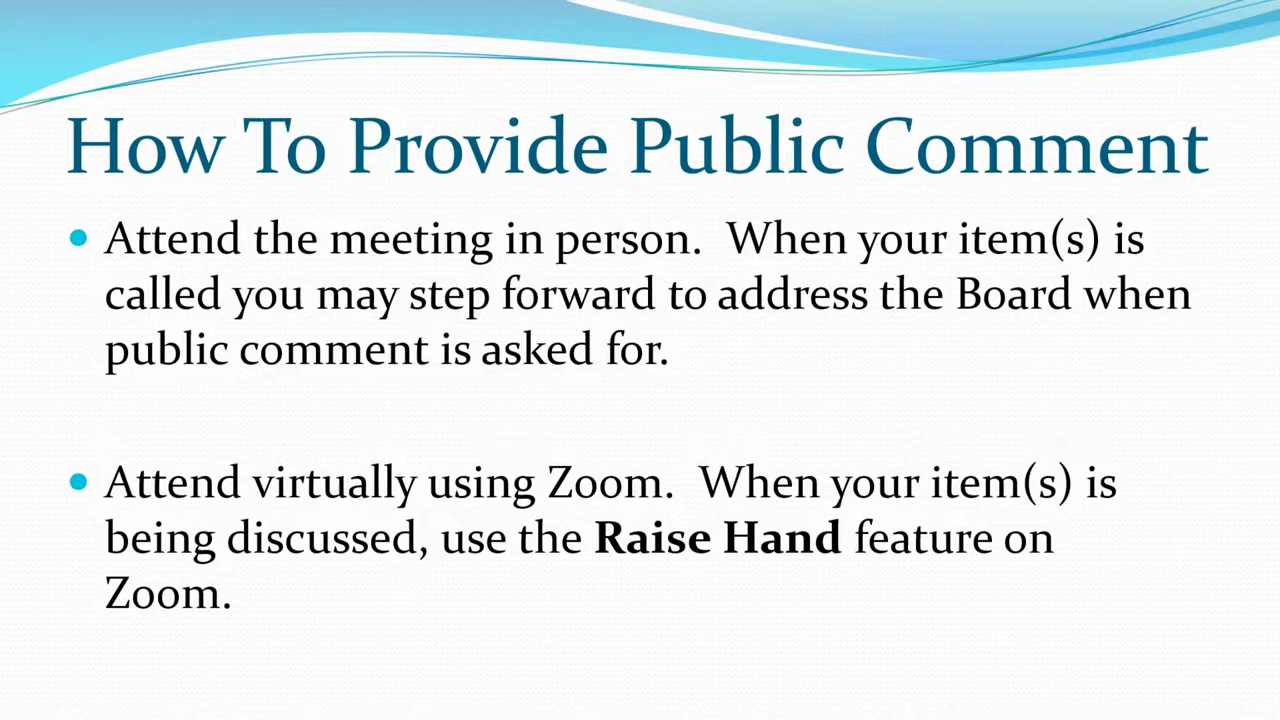 How To Provide Public Comment
Attend the meeting in person.  When your item(s) is
called you may step forward to address the Board when
public comment is asked for.
Attend virtually using Zoom.  When your item(s) is
being discussed, use the Raise Hand feature on
Zoom.